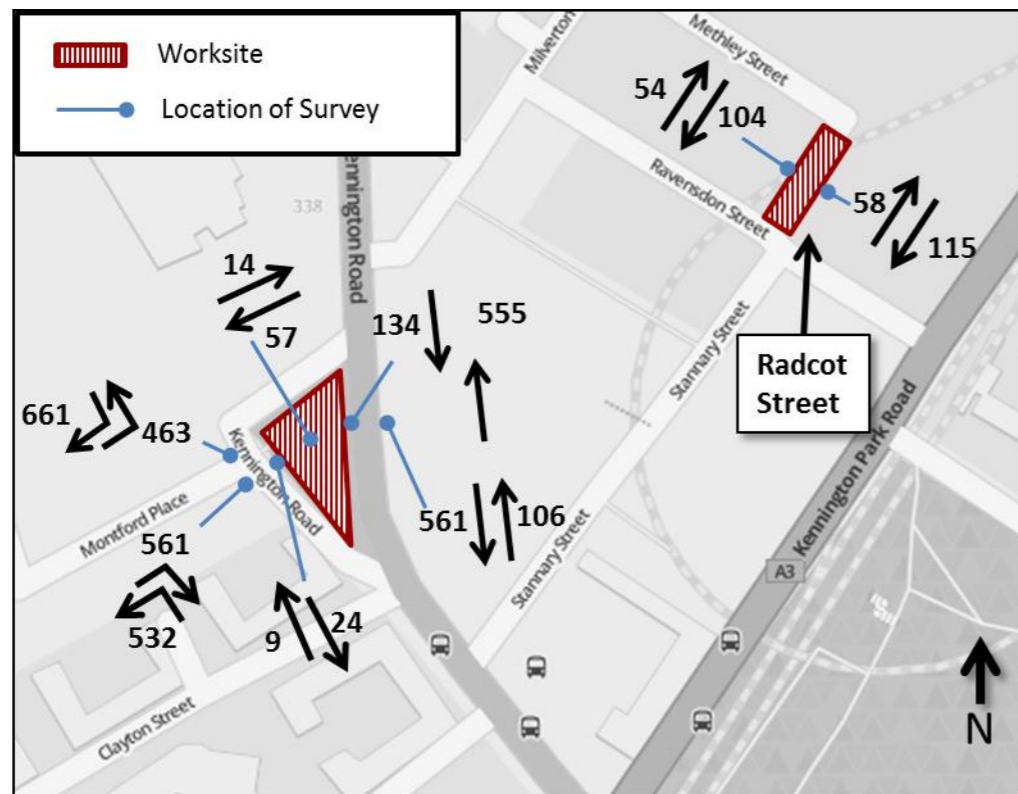 Worksite
Location of Survey
Milverton
Methley Street
54
104
Ravensdon Street
58
115
Kennington Road
338
14
57
134
555
Stannary Street
Radcot
Street
Kennington Park Road
661
463
Kennington Road
Montford Place
561
561
106
Stannary Street
A3
532
9
24
Clayton Street
N